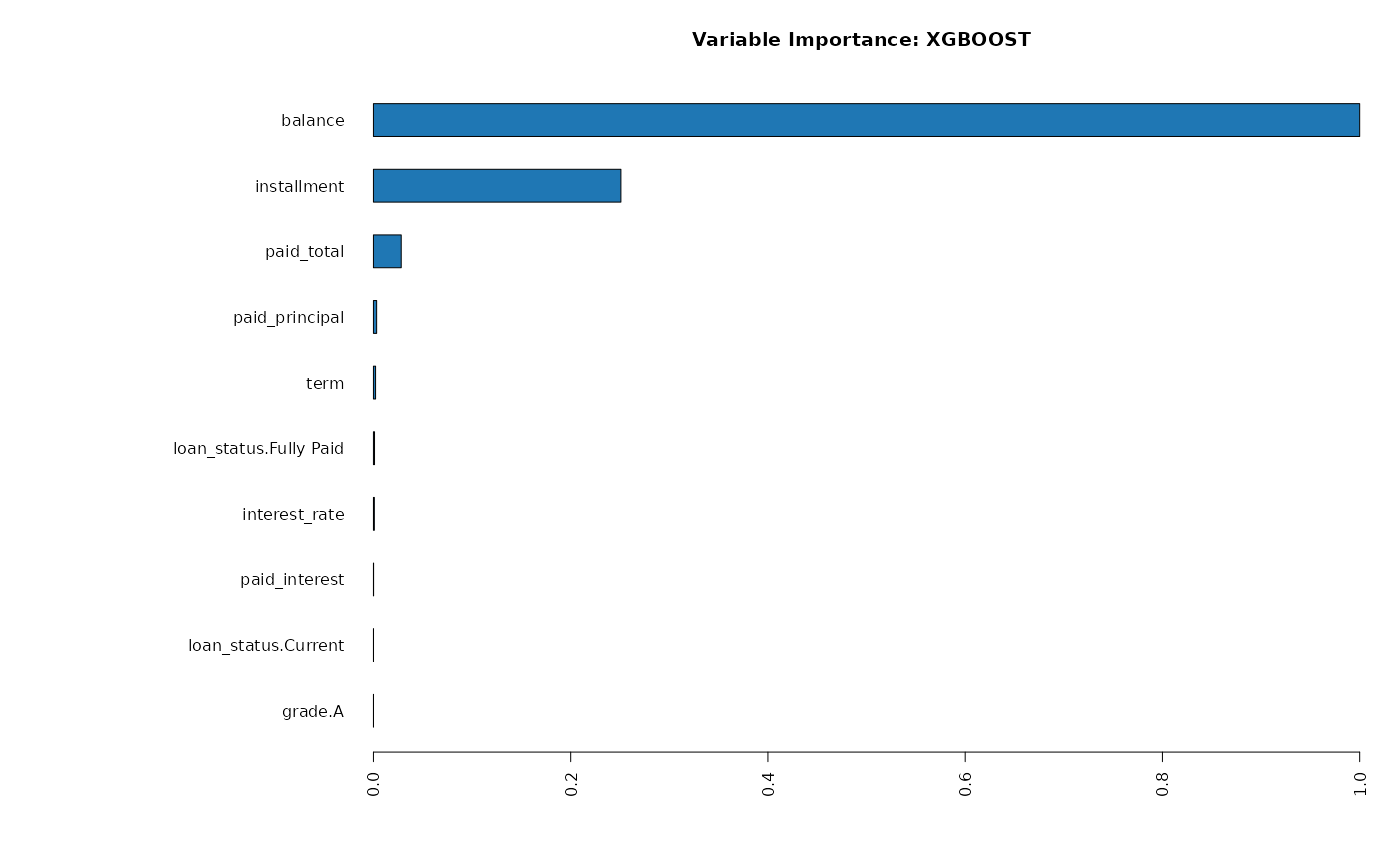 Variable Importance: XGBOOST
balance
installment
paid_total
paid_principal
term
loan_status.Fully Paid
interest_rate
paid_interest
loan_status.Current
grade.A
0.0
0.2
0.4
0.6
0.8
1.0